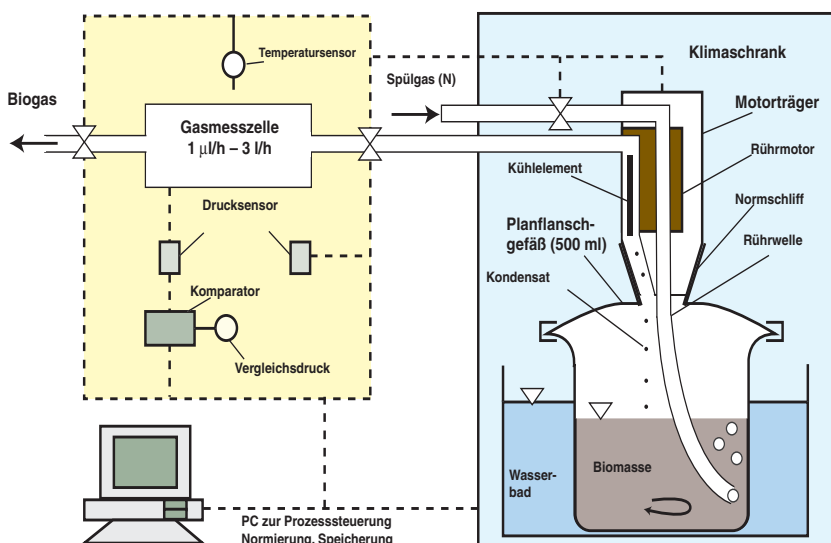 Temperatursensor
Biogas
Gasmesszelle
1 µl/h – 3 l/h
Drucksensor
Komparator
Vergleichsdruck
PC zur Prozesssteuerung
Normierung, Speicherung
Spülgas (N)
Klimaschrank
Motorträger
Rührmotor
Kühlelement
Normschliff
Planflansch-
gefäß (500 ml)
Rührwelle
Kondensat
Wasser-
bad
Biomasse